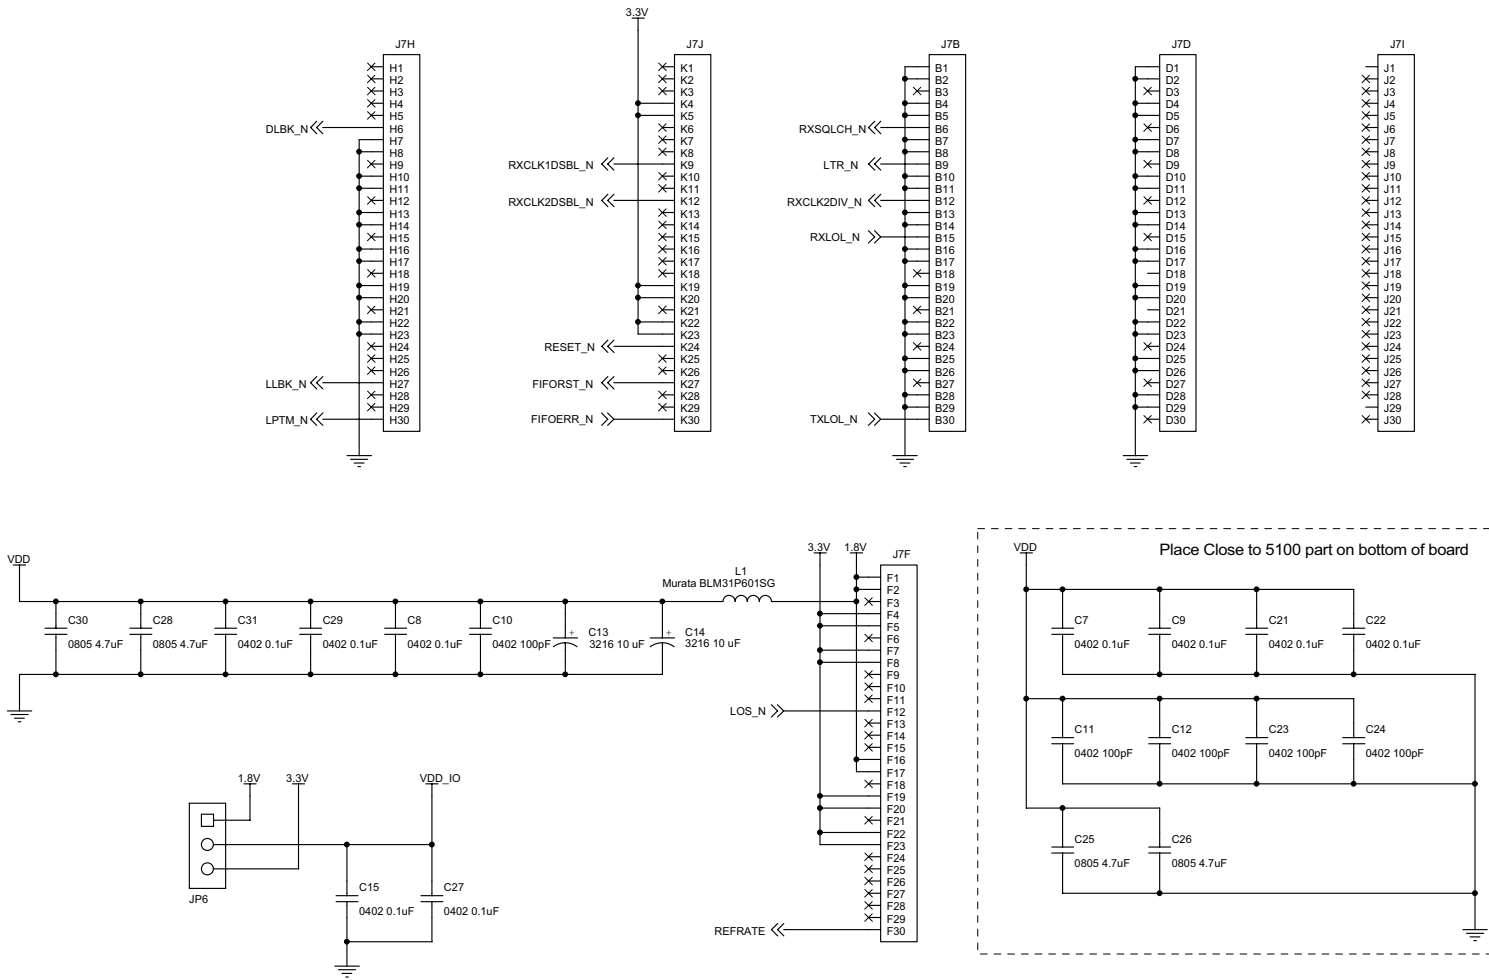 3.3V
J7H
H1
H2
H3
H4
H5
H6
H7
H8
H9
H10
H11
H12
H13
H14
H15
H16
H17
H18
H19
H20
H21
H22
H23
H24
H25
H26
H27
H28
H29
H30
DLBK_N
LLBK_N
LPTM_N
J7J
K1
K2
K3
K4
K5
K6
K7
K8
K9
K10
K11
K12
K13
K14
K15
K16
K17
K18
K19
K20
K21
K22
K23
K24
K25
K26
K27
K28
K29
K30
RXCLK1DSBL_N
RXCLK2DSBL_N
RESET_N
FIFORST_N
FIFOERR_N
J7B
B1
B2
B3
B4
B5
B6
B7
B8
B9
B10
B11
B12
B13
B14
B15
B16
B17
B18
B19
B20
B21
B22
B23
B24
B25
B26
B27
B28
B29
B30
RXSQLCH_N
LTR_N
RXCLK2DIV_N
RXLOL_N
TXLOL_N
J7D
D1
D2
D3
D4
D5
D6
D7
D8
D9
D10
D11
D12
D13
D14
D15
D16
D17
D18
D19
D20
D21
D22
D23
D24
D25
D26
D27
D28
D29
D30
J7I
J1
J2
J3
J4
J5
J6
J7
J8
J9
J10
J11
J12
J13
J14
J15
J16
J17
J18
J19
J20
J21
J22
J23
J24
J25
J26
J27
J28
J29
J30
VDD
C30
0805 4.7uF
C28
0805 4.7uF
C31
0402 0.1uF
C29
0402 0.1uF
C8
0402 0.1uF
C10
0402 100pF
C13
3216 10 uF
C14
3216 10 uF
L1
Murata BLM31P601SG
3.3V
1.8V
J7F
F1
F2
F3
F4
F5
F6
F7
F8
F9
F10
F11
F12
F13
F14
F15
F16
F17
F18
F19
F20
F21
F22
F23
F24
F25
F26
F27
F28
F29
F30
LOS_N
REFRATE
1.8V
3.3V
VDD_IO
JP6
C15
0402 0.1uF
C27
0402 0.1uF
VDD
Place Close to 5100 part on bottom of board
C7
0402 0.1uF
C9
0402 0.1uF
C21
0402 0.1uF
C22
0402 0.1uF
C11
0402 100pF
C12
0402 100pF
C23
0402 100pF
C24
0402 100pF
C25
0805 4.7uF
C26
0805 4.7uF